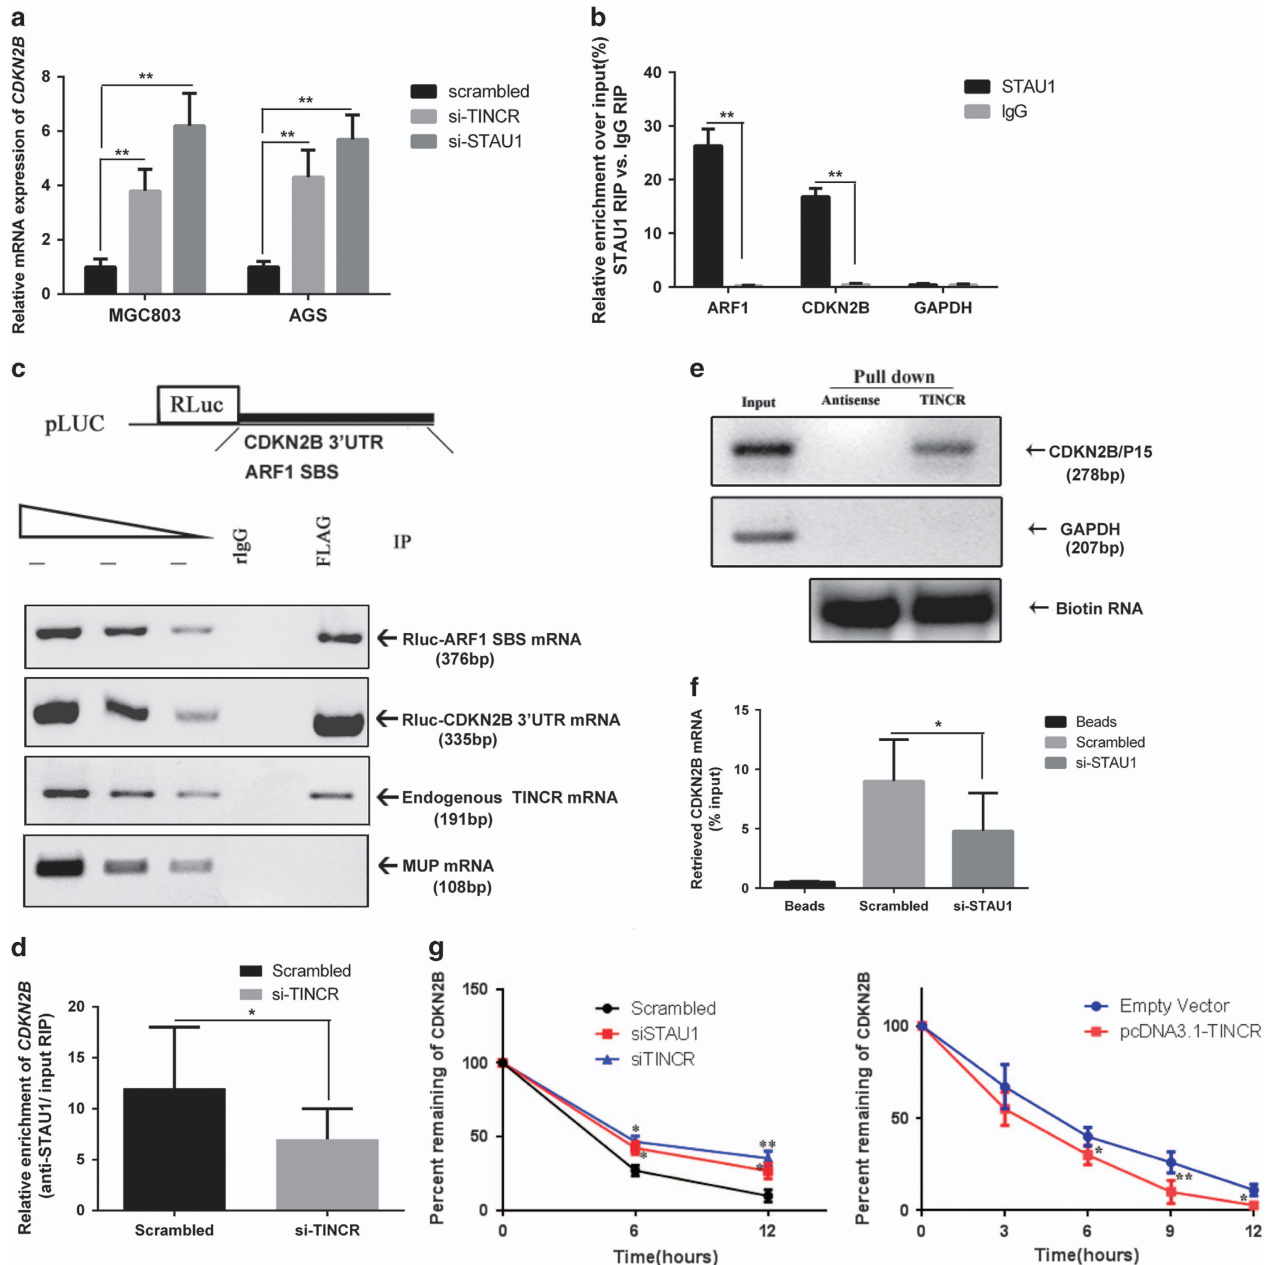 a
Relative mRNA expression of CDKN2B
8
6
4
2
0
**
**
**
**
MGC803
AGS
scrambled
si-TINCR
si-STAU1
b
Relative enrichment over input(%)
STAU1 RIP vs. IgG RIP
40
30
20
10
0
**
**
ARF1
CDKN2B
GAPDH
STAU1
IgG
c
pLUC
RLuc
CDKN2B 3'UTR
ARF1 SBS
rIgG
FLAG
IP
Rluc-ARF1 SBS mRNA
(376bp)
Rluc-CDKN2B 3'UTR mRNA
(335bp)
Endogenous TINCR mRNA
(191bp)
MUP mRNA
(108bp)
e
Pull down
Input
Antisense
TINCR
CDKN2B/P15
(278bp)
GAPDH
(207bp)
Biotin RNA
f
Retrieved CDKN2B mRNA
(% input)
15
10
5
0
*
Beads
Scrambled
si-STAU1
Beads
Scrambled
si-STAU1
d
Relative enrichment of CDKN2B
(anti-STAU1/ input RIP)
20
15
10
5
0
*
Scrambled
si-TINCR
Scrambled
si-TINCR
g
Percent remaining of CDKN2B
150
100
50
0
Scrambled
siSTAU1
siTINCR
*
*
**
*
0
6
12
Time(hours)
Percent remaining of CDKN2B
100
50
0
Empty Vector
pcDNA3.1-TINCR
*
**
*
0
3
6
9
12
Time(hours)